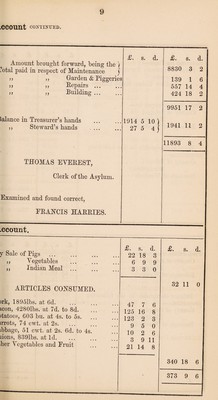 9
ccount CONTINUED.
£. s. d. £. s. d.
Amount brought forward, being the
otal paid in respect of Maintenance } 8830 3 2
,, ,, Garden & Piggeries 139 1 6
,, ,, Repairs ... ... 557 14 4
,, ,, Building ... ... 424 18 2
9951 17 2
alance in Treasurer's hands ... ... 1914 5 10 }
,, Steward's hands ... ... 27 5 4 } 1941 11 2
11893 8 4
THOMAS EVEREST,
Clerk of the Asylum.
Examined and found correct,
FRANCIS HARRIES.
ccount.
£. s. d. £. s. d.
y Sale of Pigs ... ... ... 22 18 3
,, Vegetables ... ... ... 6 9 9
,, Indian Meal ... ... ... 3 3 0
32 11 0
ARTICLES CONSUMED.
ork, 1895lbs. at 6d. ... ... ... 47 7 6
acon, 4280lbs. at 7d. to 8d. ... ... 125 16 8
otatoes, 603 bu. at 4s. to 5s. ... ... 123 2 3
arrots, 74 cwt. at 2s. ... ... ... 9 5 0
abbage, 51 cwt. at 2s. 6d. to 4s. ... 10 2 6
nions, 839lbs. at 1d. ... ... ... 3 9 11
ther Vegetables and Fruit ... ... 21 14 8
340 18 6
373 9 6